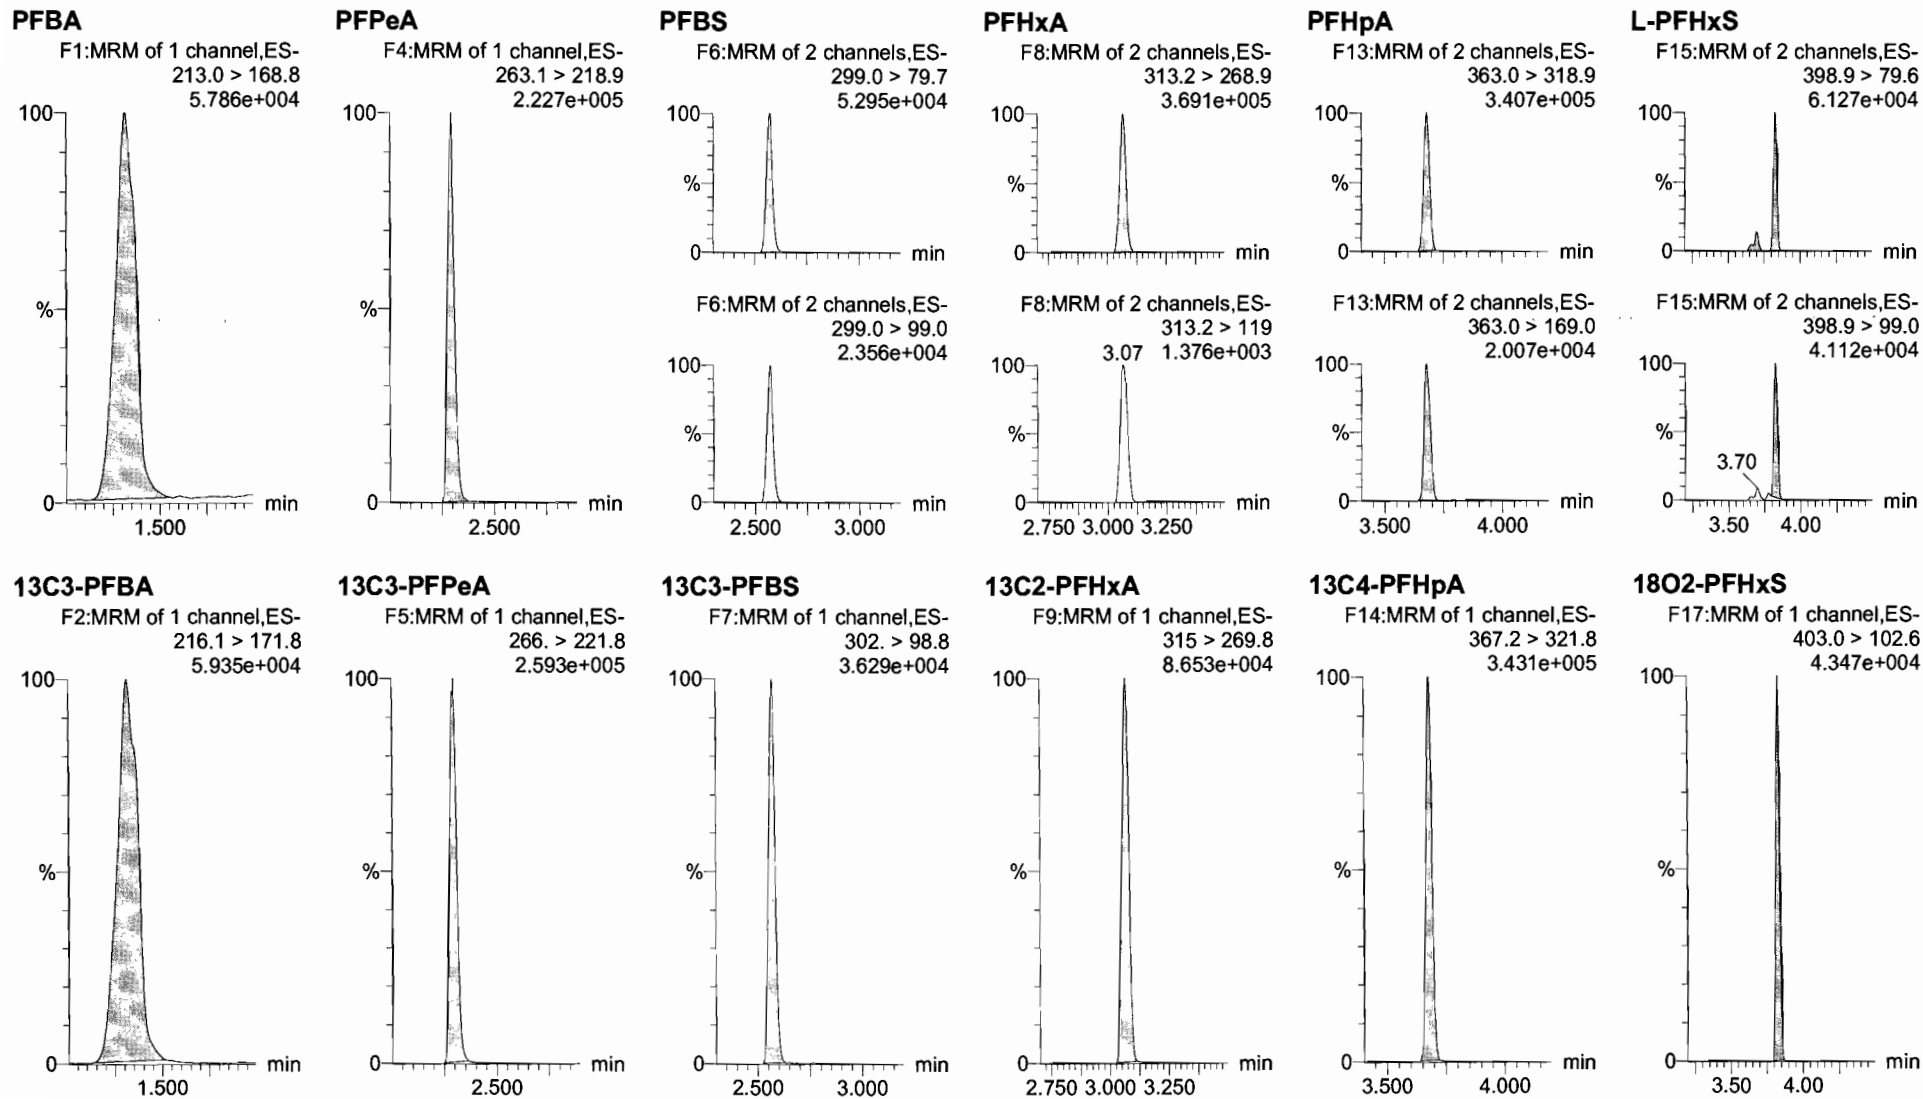 PFBA
F1:MRM of 1 channel,ES-
213.0 > 168.8
5.786e+004
100
%
0
min
1.500
PFPeA
F4:MRM of 1 channel,ES-
263.1 > 218.9
2.227e+005
100
%
0
min
2.500
PFBS
F6:MRM of 2 channels,ES-
299.0 > 79.7
5.295e+004
100
%
0
min
F6:MRM of 2 channels,ES-
299.0 > 99.0
2.356e+004
100
%
0
min
2.500 3.000
PFHxA
F8:MRM of 2 channels,ES-
313.2 > 268.9
3.691e+005
100
%
0
min
F8:MRM of 2 channels,ES-
313.2 > 119
3.07 1.376e+003
100
%
0
min
2.750 3.000 3.250
PFHpA
F13:MRM of 2 channels,ES-
363.0 > 318.9
3.407e+005
100
%
0
min
F13:MRM of 2 channels,ES-
363.0 > 169.0
2.007e+004
100
%
0
min
3.500 4.000
L-PFHxS
F15:MRM of 2 channels,ES-
398.9 > 79.6
6.127e+004
100
%
0
min
F15:MRM of 2 channels,ES-
398.9 > 99.0
4.112e+004
100
%
3.70
0
min
3.50 4.00
13C3-PFBA
F2:MRM of 1 channel,ES-
216.1 > 171.8
5.935e+004
100
%
0
min
1.500
13C3-PFPeA
F5:MRM of 1 channel,ES-
266. > 221.8
2.593e+005
100
%
0
min
2.500
13C3-PFBS
F7:MRM of 1 channel,ES-
302. > 98.8
3.629e+004
100
%
0
min
2.500 3.000
13C2-PFHxA
F9:MRM of 1 channel,ES-
315 > 269.8
8.653e+004
100
%
0
min
2.750 3.000 3.250
13C4-PFHpA
F14:MRM of 1 channel,ES-
367.2 > 321.8
3.431e+005
100
%
0
min
3.500 4.000
18O2-PFHxS
F17:MRM of 1 channel,ES-
403.0 > 102.6
4.347e+004
100
%
0
min
3.50 4.00